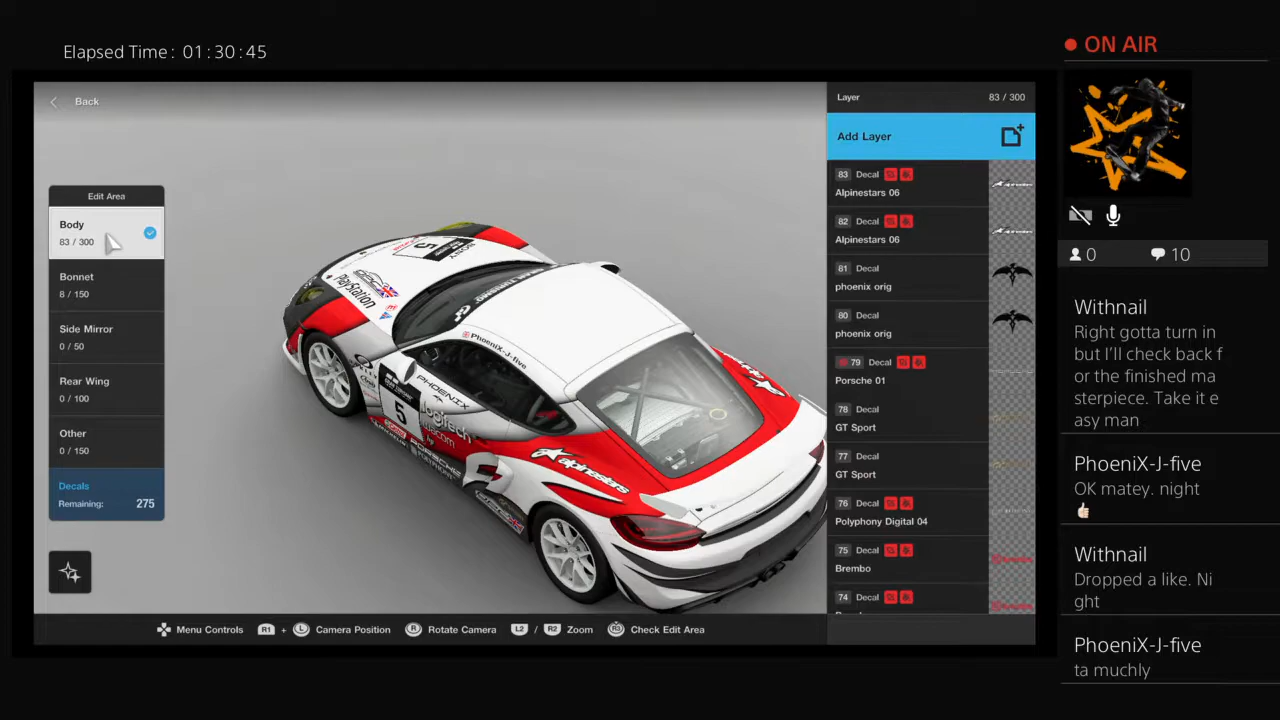 Elapsed Time: 01:30:45
ON AIR
Back
Layer 83 / 300
Add Layer
83 Decal
Alpinestars 06
82 Decal
Alpinestars 06
81 Decal
phoenix orig
80 Decal
phoenix orig
79 Decal
Porsche 01
78 Decal
GT Sport
77 Decal
GT Sport
76 Decal
Polyphony Digital 04
75 Decal
Brembo
74 Decal
Edit Area
Body
83 / 300
Bonnet
8 / 150
Side Mirror
0 / 50
Rear Wing
0 / 100
Other
0 / 150
Decals
Remaining: 275
5
PlayStation
PhoeniX-J-five
PHOENIX
5
logitech
alpinestars
Menu Controls
R1 + L Camera Position
R Rotate Camera
L2 / R2 Zoom
R3 Check Edit Area
0 10
Withnail
Right gotta turn in
but I'll check back f
or the finished ma
sterpiece. Take it e
asy man
PhoeniX-J-five
OK matey. night
👍🏻
Withnail
Dropped a like. Ni
ght
PhoeniX-J-five
ta muchly